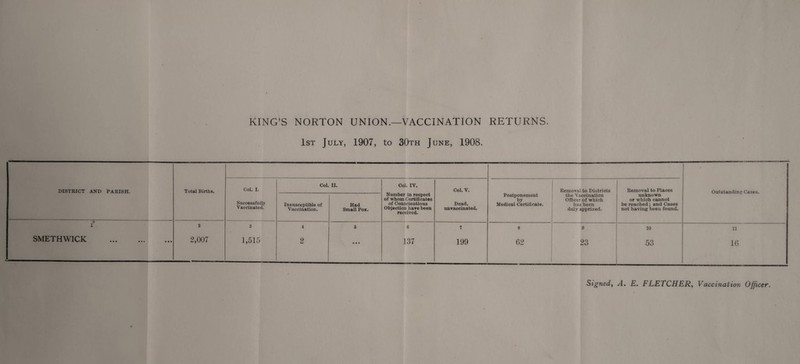 KING'S NORTON UNION.—VACCINATION RETURNS.
1ST JULY, 1907, to 30TH JUNE, 1908.
DISTRICT AND PARISH.
Total Births.
Col. I.
Successfully
Vaccinated.
Col. II.
Insusceptible of
Vaccination.
Had
Small Pox.
Col. IV.
Number in respect
of whom Certificates
of Conscientious
Objection have been
received.
Col. V.
Dead,
unvaccinated.
Postponement
by
Medical Certificate.
Removal to Districts
the Vaccination
Officer of which
has been
duly apprised.
Removal to Places
unknown
or which cannot
be reached; and Cases
not having been found.
Outstanding Cases.
2 3 4 5 6 7 8 9 10 11
SMETHWICK ... ... ... 2,007 1,515 2 ... 137 199 62 23 53 16
Signed, A. E. FLETCHER, Vaccination Officer.